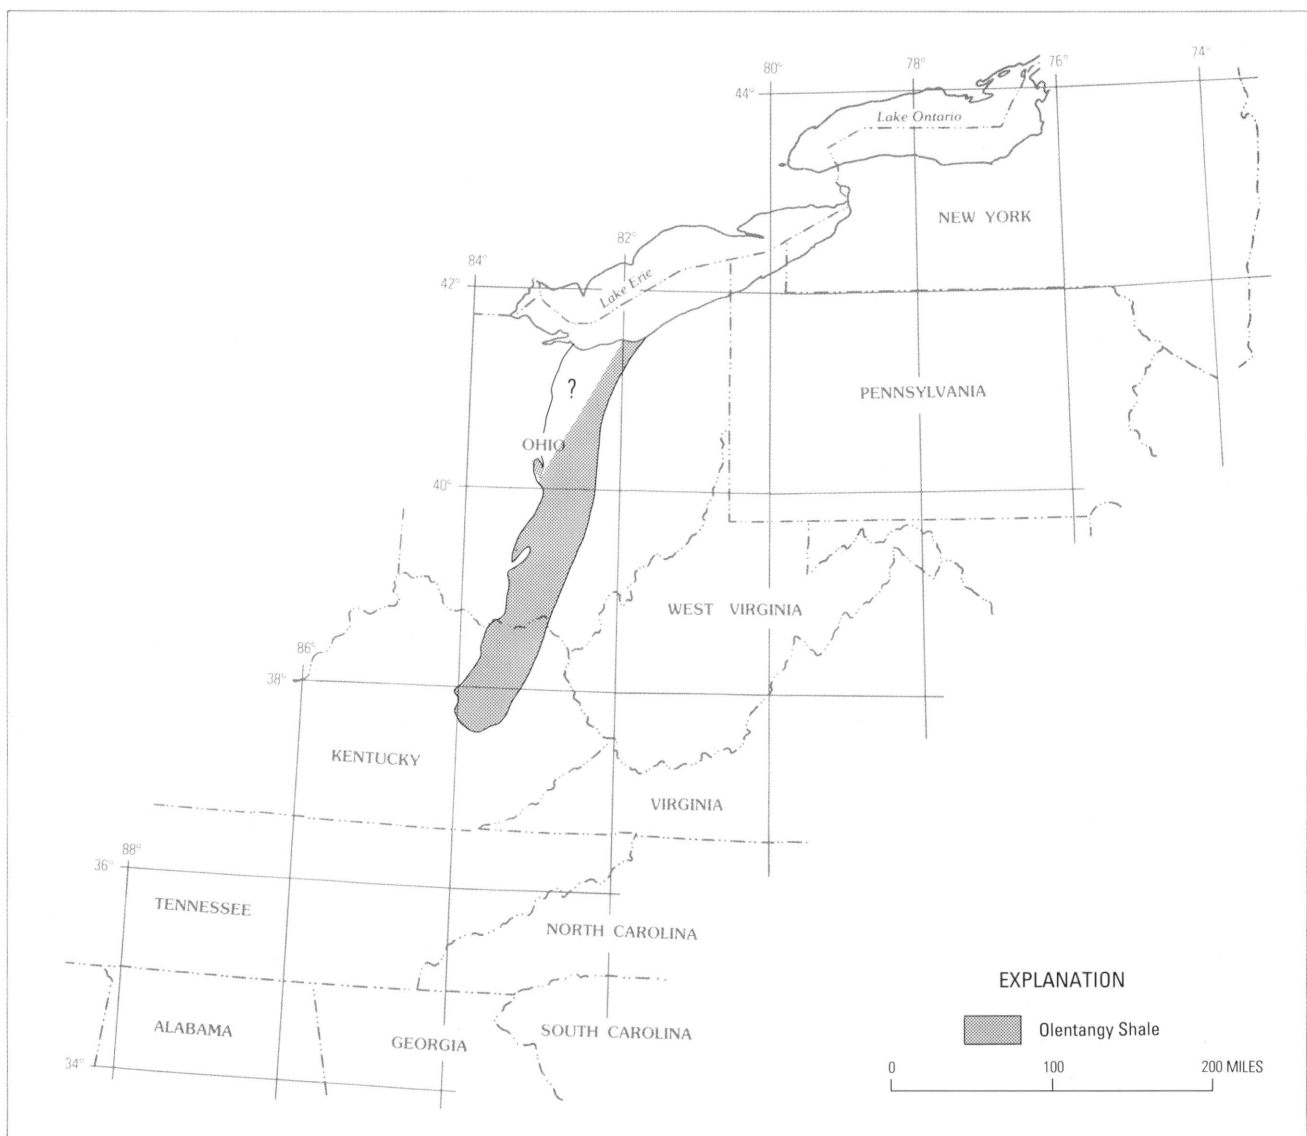 74°
76°
78°
80°
44°
Lake Ontario
NEW YORK
82°
84°
42°
Lake Erie
?
PENNSYLVANIA
OHIO
40°
WEST VIRGINIA
86°
38°
KENTUCKY
VIRGINIA
88°
36°
TENNESSEE
NORTH CAROLINA
EXPLANATION
Olentangy Shale
ALABAMA
GEORGIA
SOUTH CAROLINA
34°
0 100 200 MILES